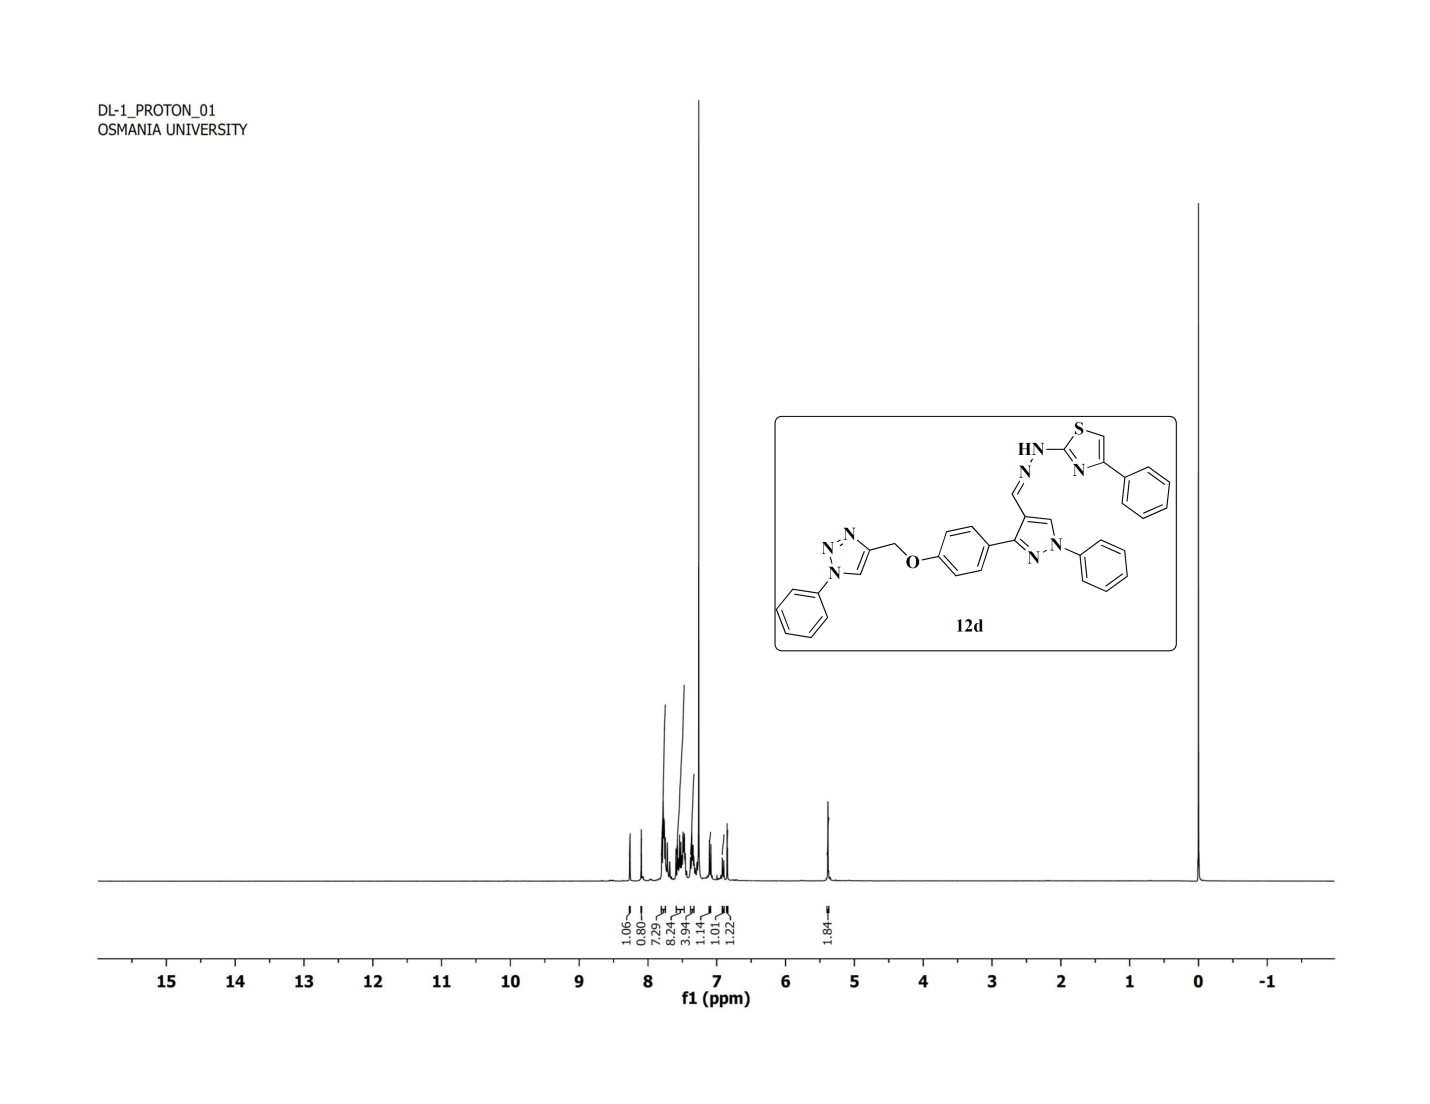 DL-1_PROTON_01
OSMANIA UNIVERSITY
S
HN
N
N
N
N
N
O
N
N
12d
1.06
0.80
7.29
8.24
3.94
1.14
1.01
1.22
1.84
15 14 13 12 11 10 9 8 7 6 5 4 3 2 1 0 -1
f1 (ppm)